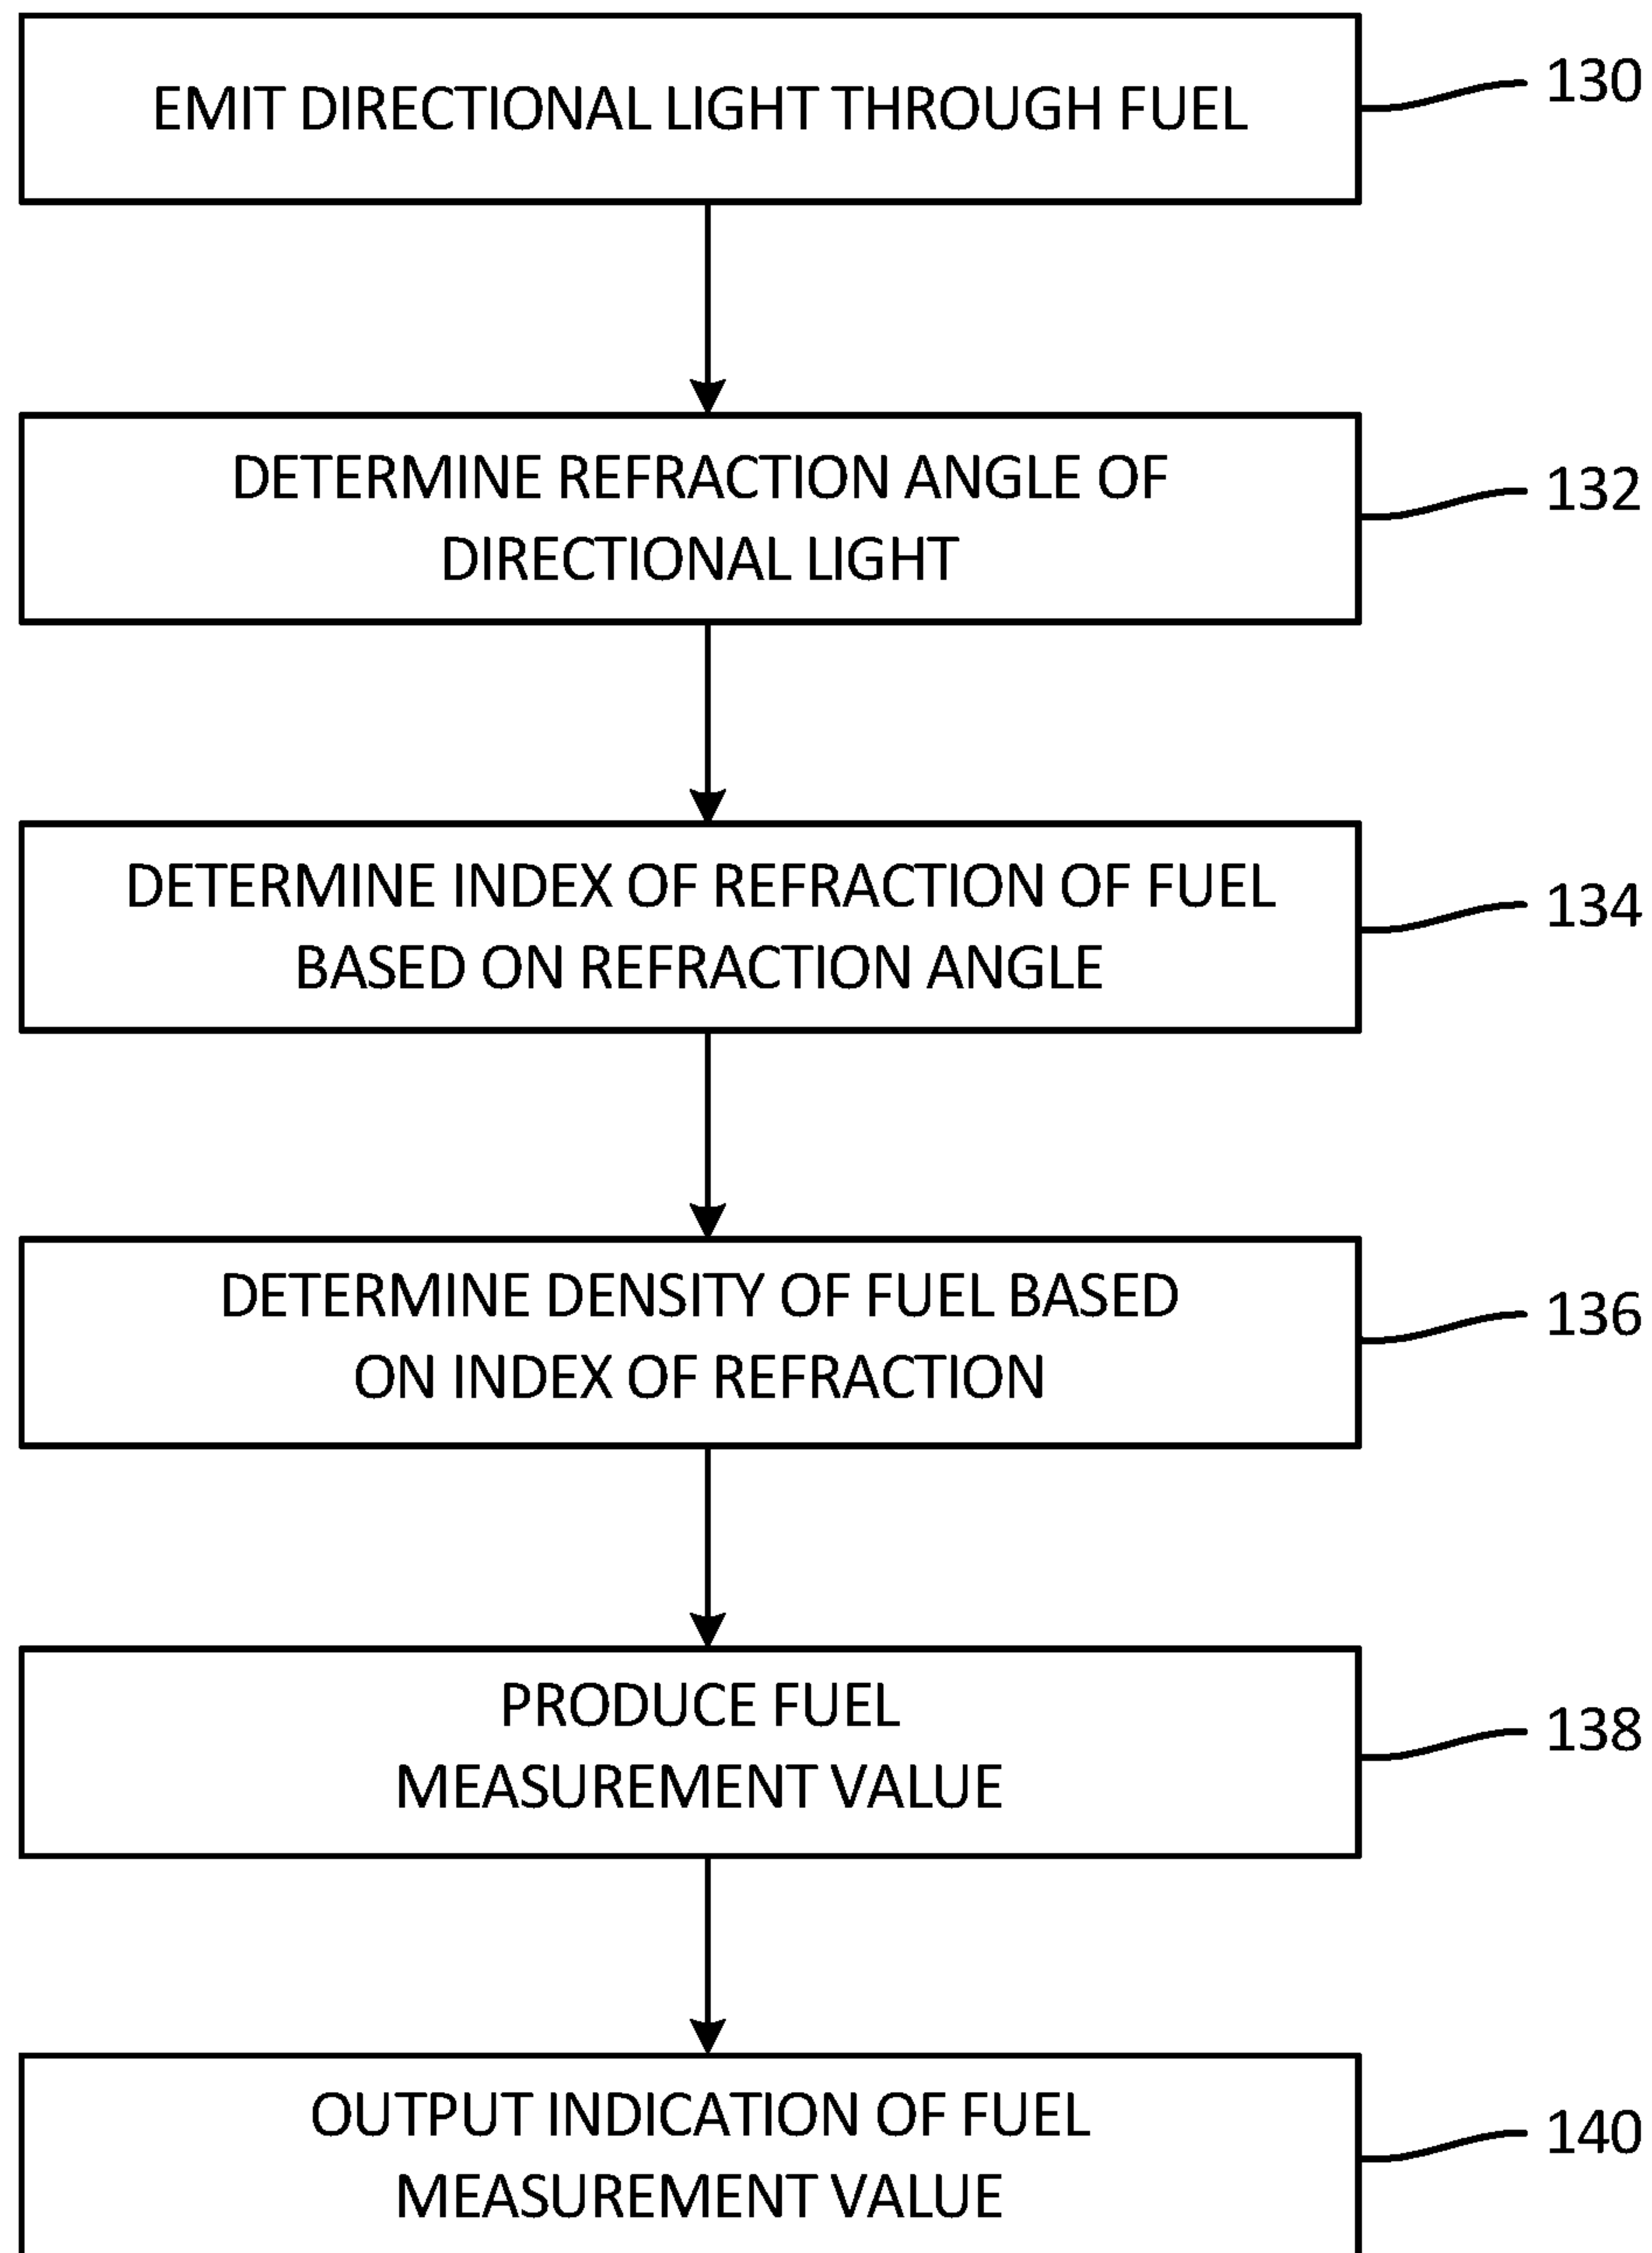 EMIT DIRECTIONAL LIGHT THROUGH FUEL
130
DETERMINE REFRACTION ANGLE OF
DIRECTIONAL LIGHT
132
DETERMINE INDEX OF REFRACTION OF FUEL
BASED ON REFRACTION ANGLE
134
DETERMINE DENSITY OF FUEL BASED
ON INDEX OF REFRACTION
136
PRODUCE FUEL
MEASUREMENT VALUE
138
OUTPUT INDICATION OF FUEL
MEASUREMENT VALUE
140